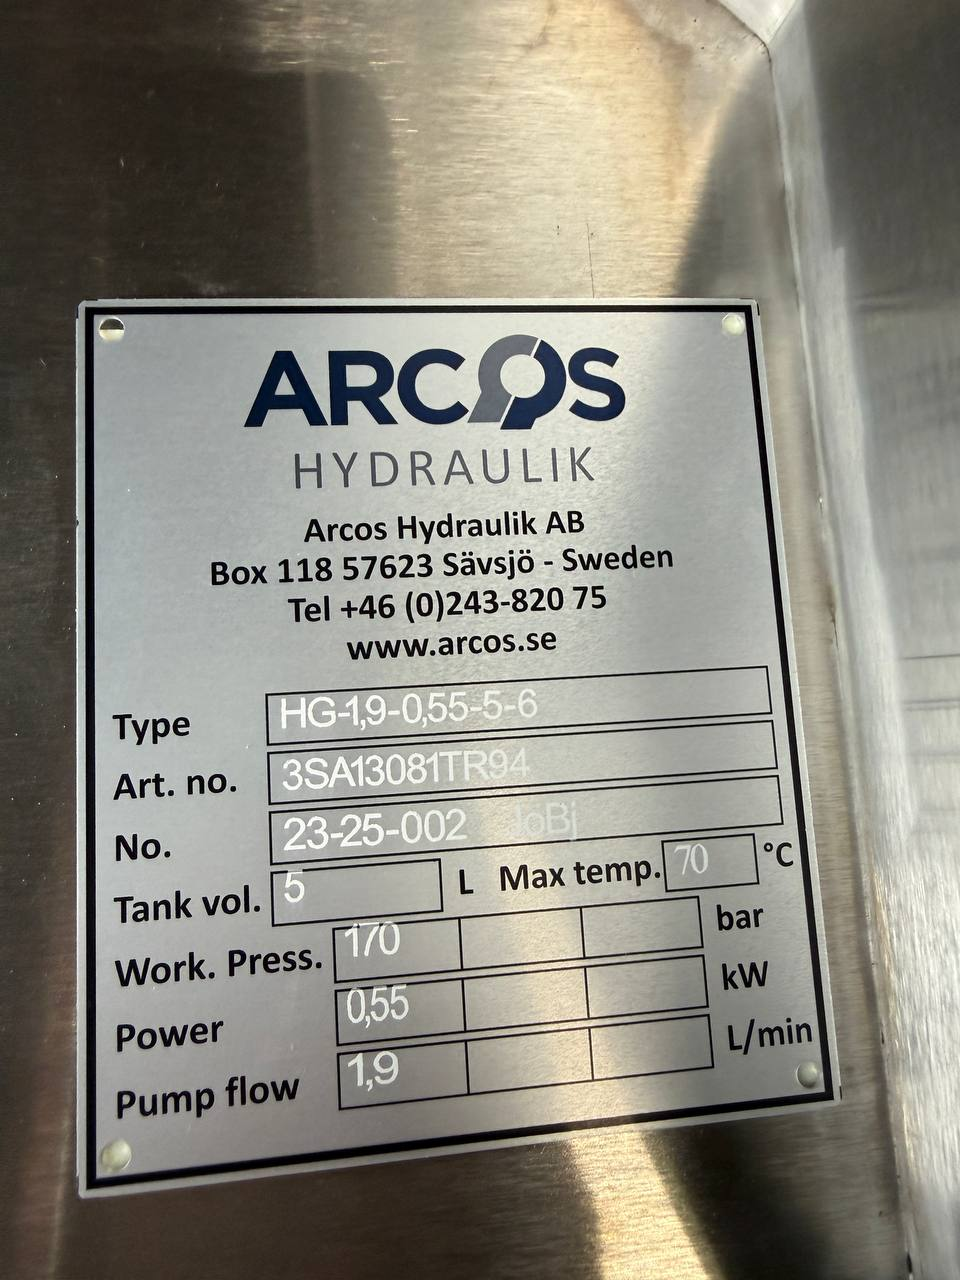 ARCOS
HYDRAULIK
Arcos Hydraulik AB
Box 118 57623 Sävsjö - Sweden
Tel +46 (0)243-820 75
www.arcos.se
Type HG-1,9-0,55-5-6
Art. no. 3SA13081TR94
No. 23-25-002 JoBj
Tank vol. 5 L Max temp. 70 °C
Work. Press. 170 bar
Power 0,55 kW
Pump flow 1,9 L/min